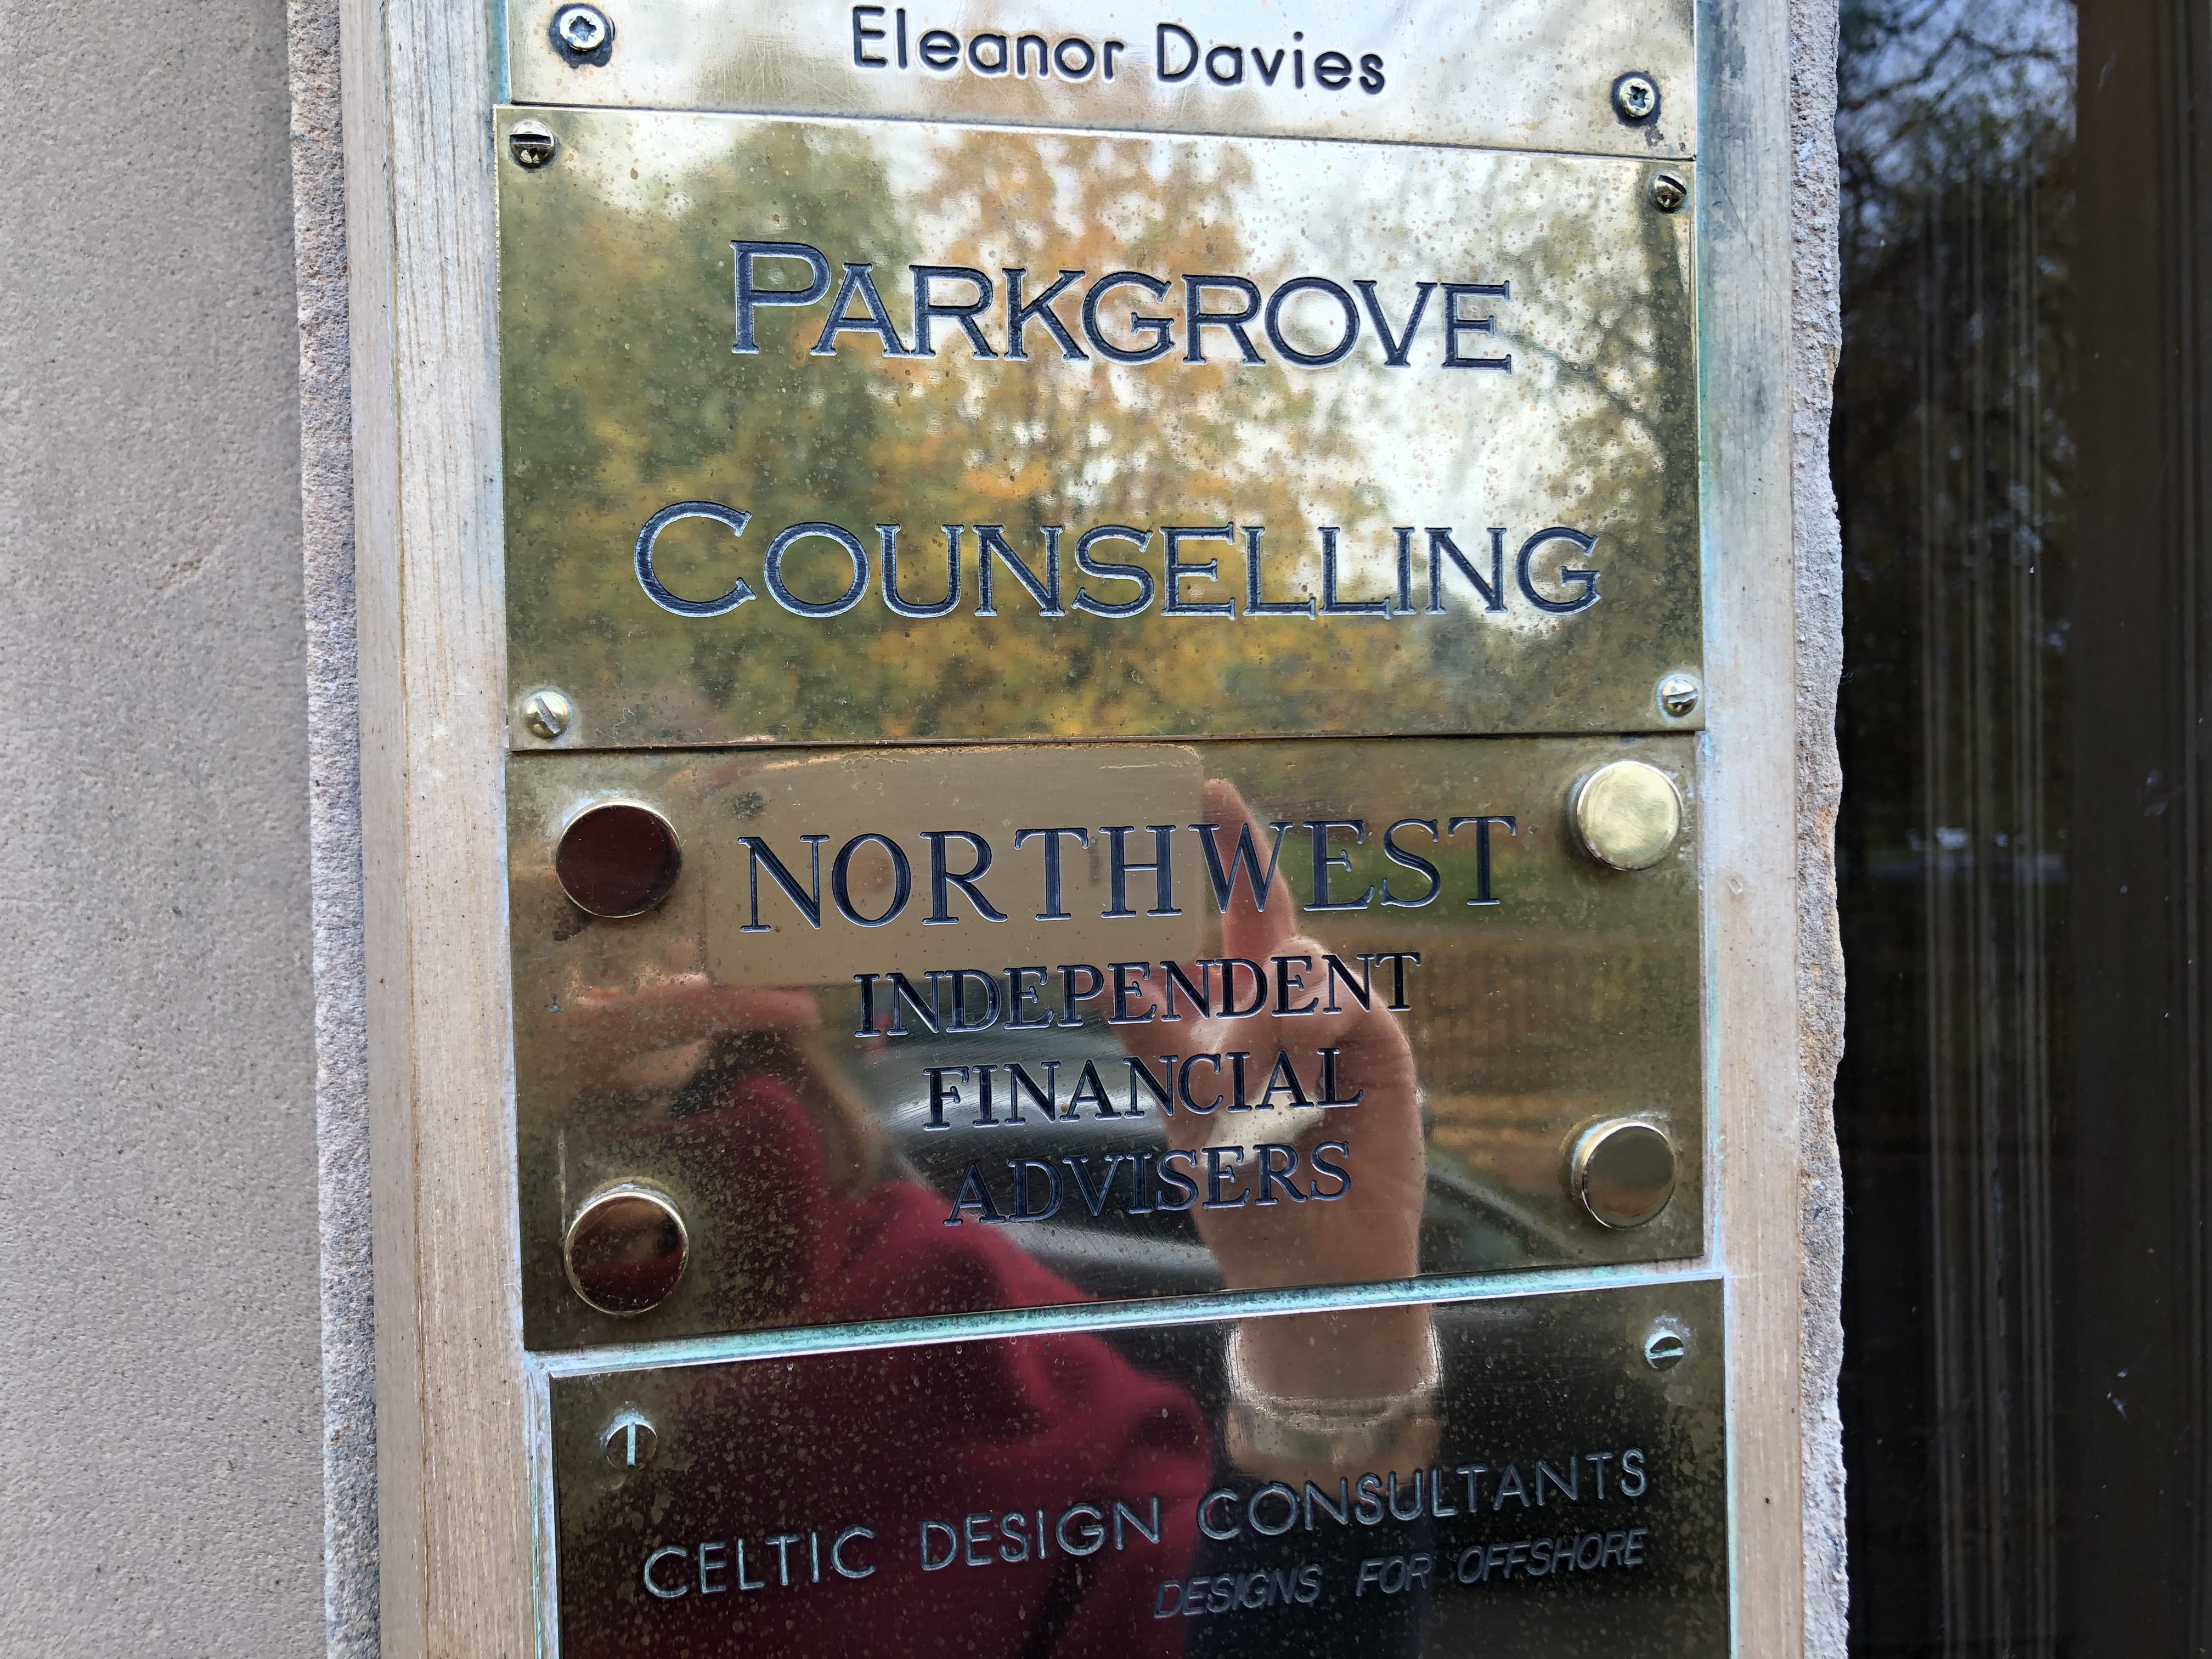 Eleanor Davies
PARKGROVE
COUNSELLING
NORTHWEST
INDEPENDENT
FINANCIAL
ADVISERS
CELTIC DESIGN CONSULTANTS
DESIGNS FOR OFFSHORE